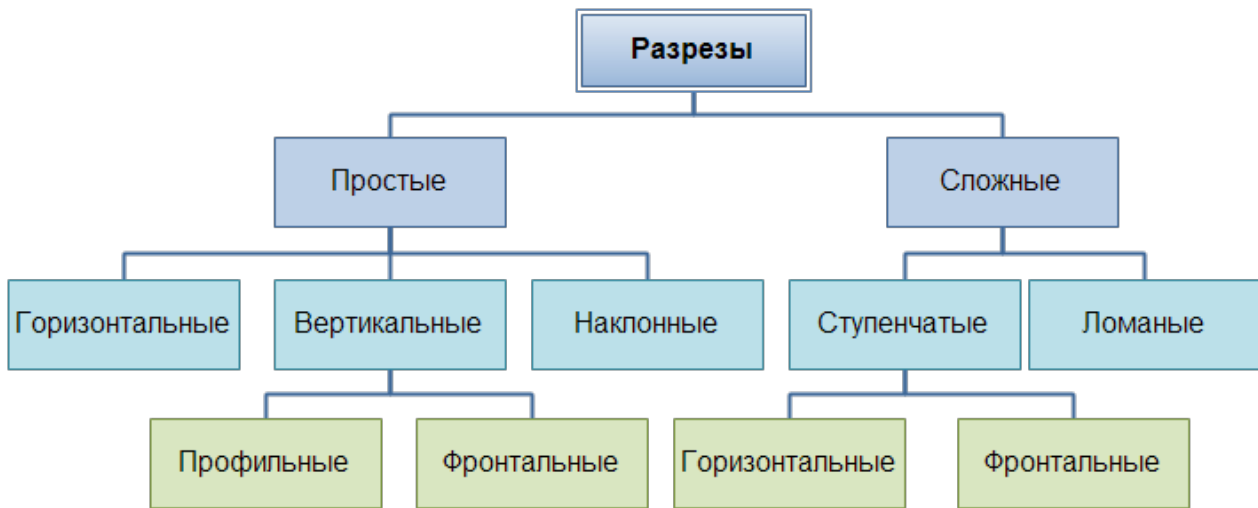 Разрезы
Простые
Сложные
Горизонтальные
Вертикальные
Наклонные
Ступенчатые
Ломаные
Профильные
Фронтальные
Горизонтальные
Фронтальные